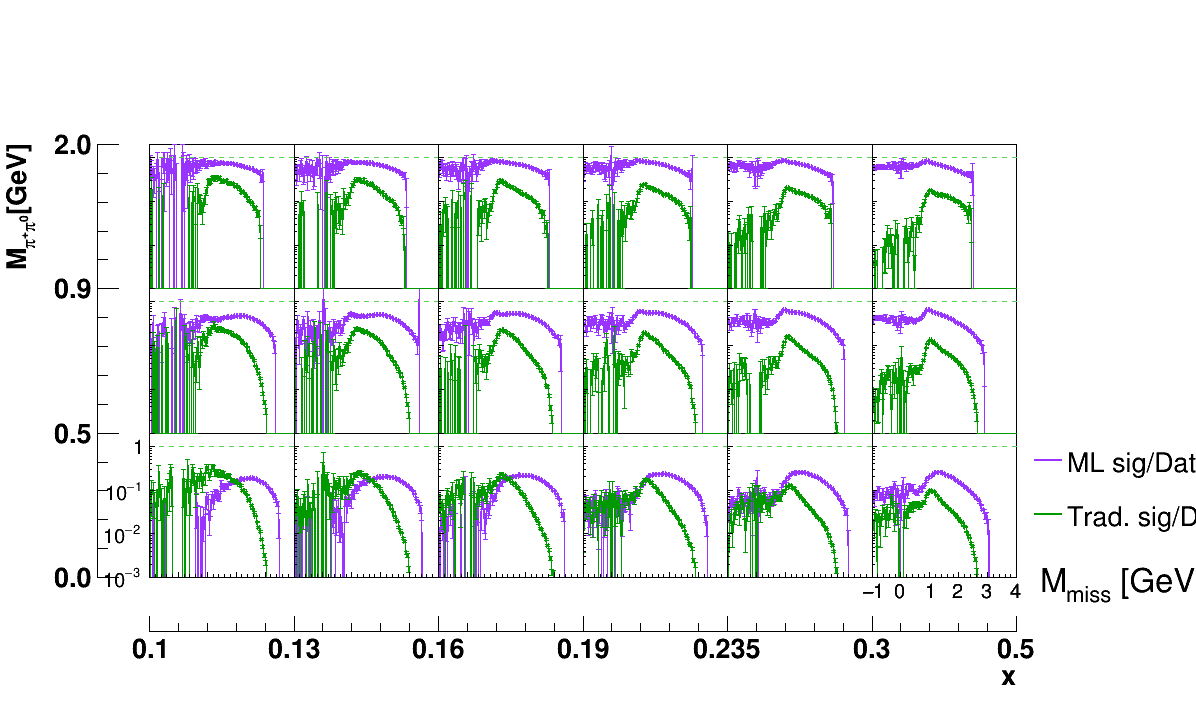 2.0
M π⁺π⁰ [GeV]
0.9
0.5
1
10⁻¹
10⁻²
10⁻³
0.0
ML sig/Dat
Trad. sig/D
−1 0 1 2 3 4
M miss [GeV
0.1 0.13 0.16 0.19 0.235 0.3 0.5
x